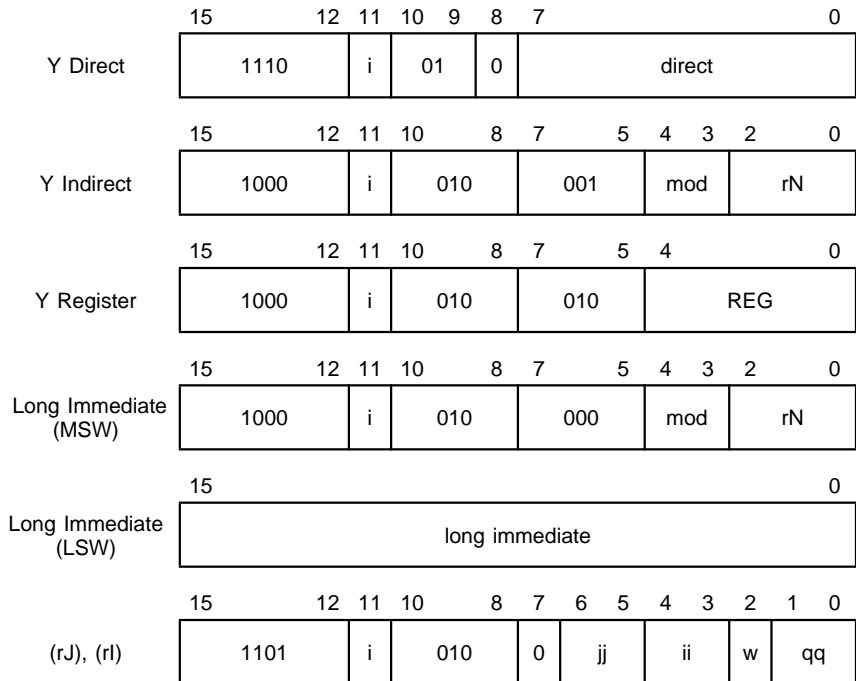 15 12 11 10 9 8 7 0
Y Direct 1110 i 01 0 direct
15 12 11 10 8 7 5 4 3 2 0
Y Indirect 1000 i 010 001 mod rN
15 12 11 10 8 7 5 4 0
Y Register 1000 i 010 010 REG
15 12 11 10 8 7 5 4 3 2 0
Long Immediate (MSW) 1000 i 010 000 mod rN
15 0
Long Immediate (LSW) long immediate
15 12 11 10 8 7 6 5 4 3 2 1 0
(rJ), (rI) 1101 i 010 0 jj ii w qq